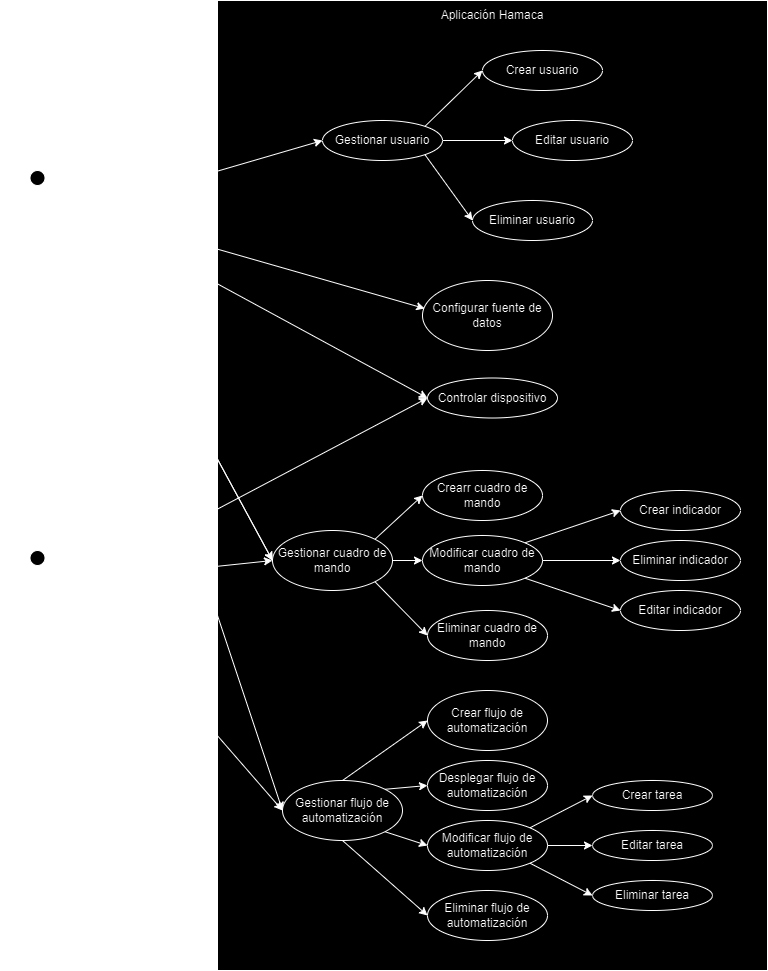 Aplicación Hamaca
Crear usuario
Gestionar usuario
Editar usuario
Eliminar usuario
Configurar fuente de
datos
Controlar dispositivo
Crearr cuadro de
mando
Crear indicador
Gestionar cuadro de
mando
Modificar cuadro de
mando
Eliminar indicador
Editar indicador
Eliminar cuadro de
mando
Crear flujo de
automatización
Desplegar flujo de
automatización
Gestionar flujo de
automatización
Crear tarea
Modificar flujo de
automatización
Editar tarea
Eliminar tarea
Eliminar flujo de
automatización